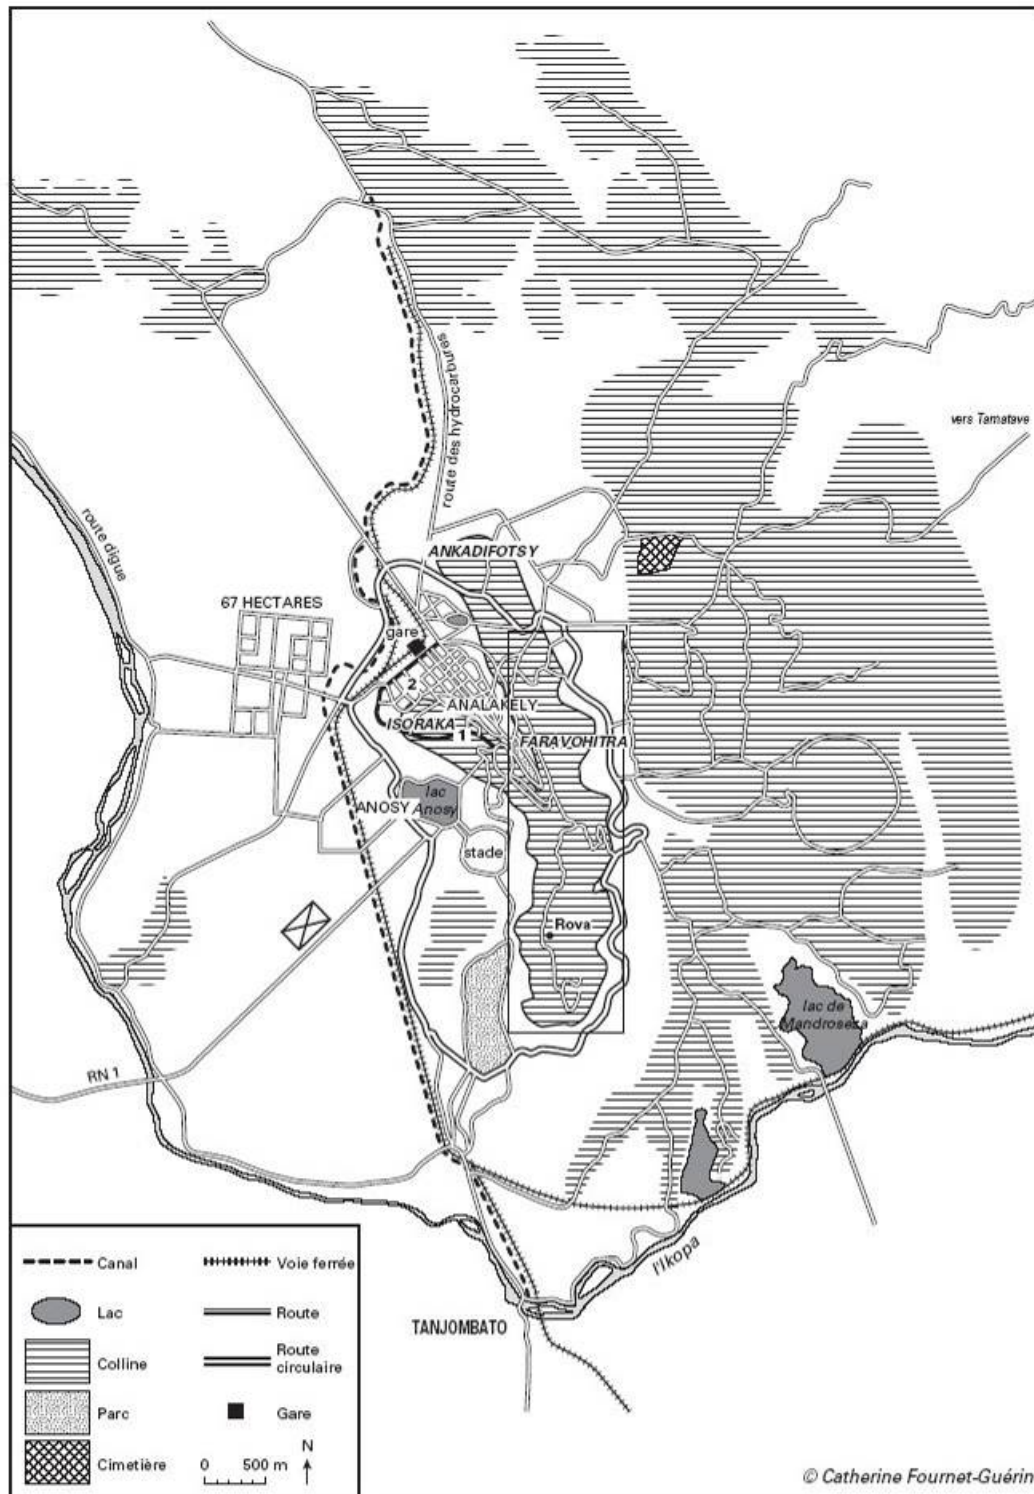 vers Tamatave
route des hydrocarbures
route digue
ANKADIFOTSY
67 HECTARES
gare
2
ANALAKELY
ISORAKA
1
FARAVOHITRA
lac
ANOSY
Anosy
stade
Rova
lac de
Mandroseza
RN 1
l'Ikopa
TANJOMBATO
Canal
Voie ferrée
Lac
Route
Colline
Route
circulaire
Parc
Gare
Cimetière
0 500 m
N
© Catherine Fournet-Guérin